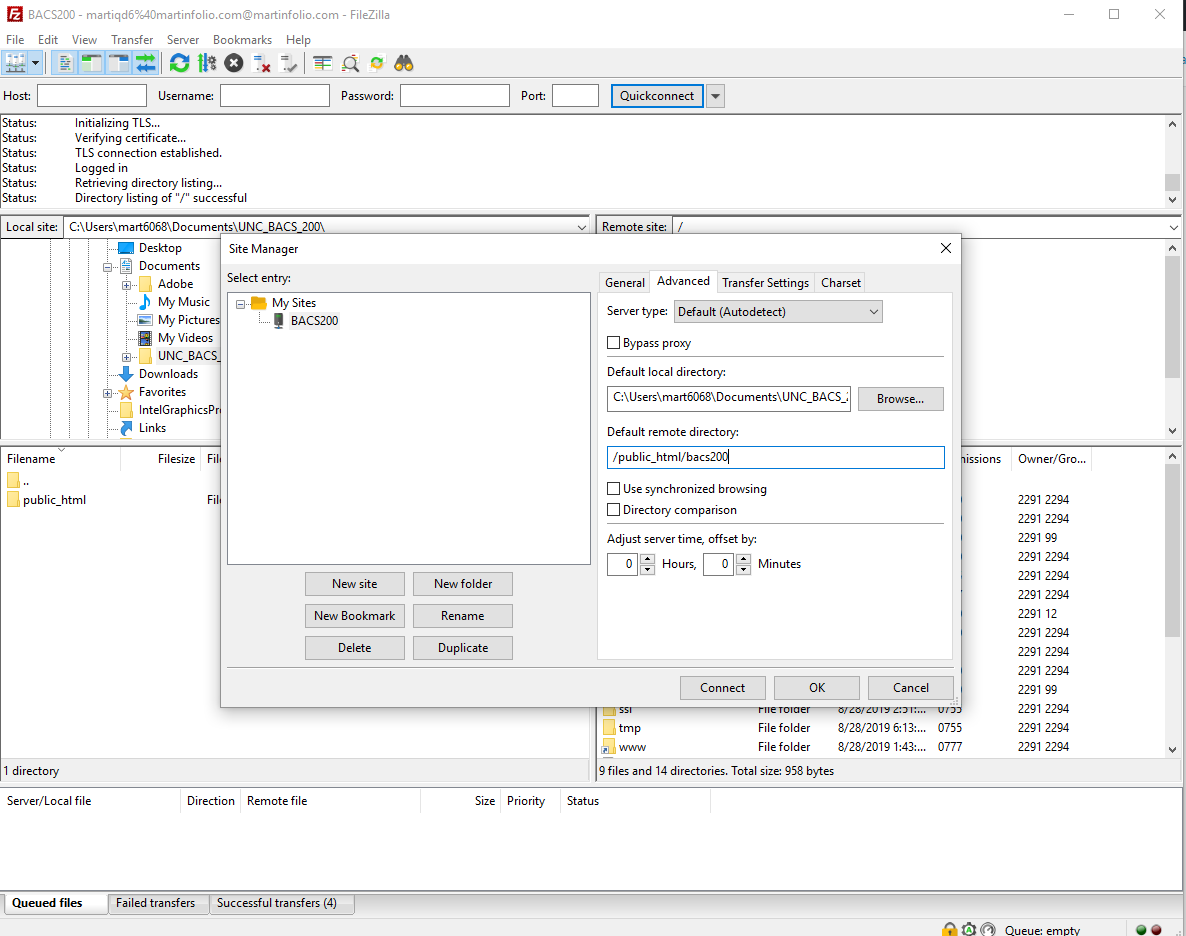 BACS200 - martiqd6%40martinfolio.com@martinfolio.com - FileZilla
File Edit View Transfer Server Bookmarks Help
Host: Username: Password: Port: Quickconnect
Status: Initializing TLS...
Status: Verifying certificate...
Status: TLS connection established.
Status: Logged in
Status: Retrieving directory listing...
Status: Directory listing of "/" successful
Local site: C:\Users\mart6068\Documents\UNC_BACS_200\
Remote site: /
Desktop
Documents
Adobe
My Music
My Pictures
My Videos
UNC_BACS_
Downloads
Favorites
IntelGraphicsPr
Links
Filename Filesize Fil
..
public_html Fil
1 directory
Site Manager
Select entry:
My Sites
BACS200
New site New folder
New Bookmark Rename
Delete Duplicate
General Advanced Transfer Settings Charset
Server type: Default (Autodetect)
Bypass proxy
Default local directory:
C:\Users\mart6068\Documents\UNC_BACS_ Browse...
Default remote directory:
/public_html/bacs200
Use synchronized browsing
Directory comparison
Adjust server time, offset by:
0 Hours, 0 Minutes
Connect OK Cancel
missions Owner/Gro...
2291 2294
2291 2294
2291 99
2291 2294
2291 2294
2291 2294
2291 12
2291 2294
2291 2294
2291 2294
2291 99
ssl File folder 8/28/2019 2:51:... 0755 2291 2294
tmp File folder 8/28/2019 6:13:... 0755 2291 2294
www File folder 8/28/2019 1:43:... 0777 2291 2294
9 files and 14 directories. Total size: 958 bytes
Server/Local file Direction Remote file Size Priority Status
Queued files Failed transfers Successful transfers (4)
Queue: empty